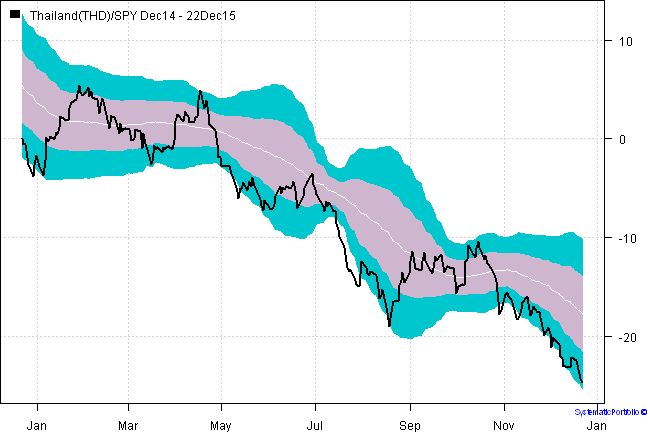 Thailand(THD)/SPY Dec14 - 22Dec15
10
0
-10
-20
Jan Mar May Jul Sep Nov Jan
SystematicPortfolio ©